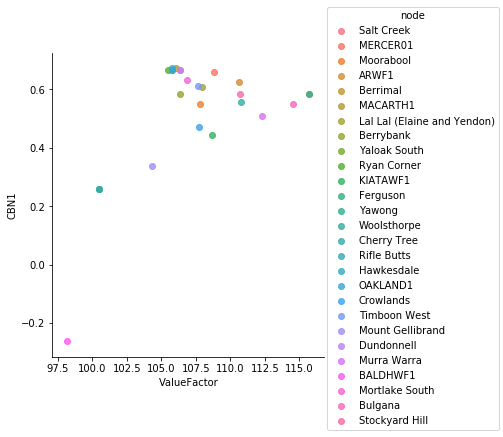 node
Salt Creek
MERCER01
Moorabool
ARWF1
Berrimal
MACARTH1
Lal Lal (Elaine and Yendon)
Berrybank
Yaloak South
Ryan Corner
KIATAWF1
Ferguson
Yawong
Woolsthorpe
Cherry Tree
Rifle Butts
Hawkesdale
OAKLAND1
Crowlands
Timboon West
Mount Gellibrand
Dundonnell
Murra Warra
BALDHWF1
Mortlake South
Bulgana
Stockyard Hill
CBN1
0.6
0.4
0.2
0.0
−0.2
97.5 100.0 102.5 105.0 107.5 110.0 112.5 115.0
ValueFactor